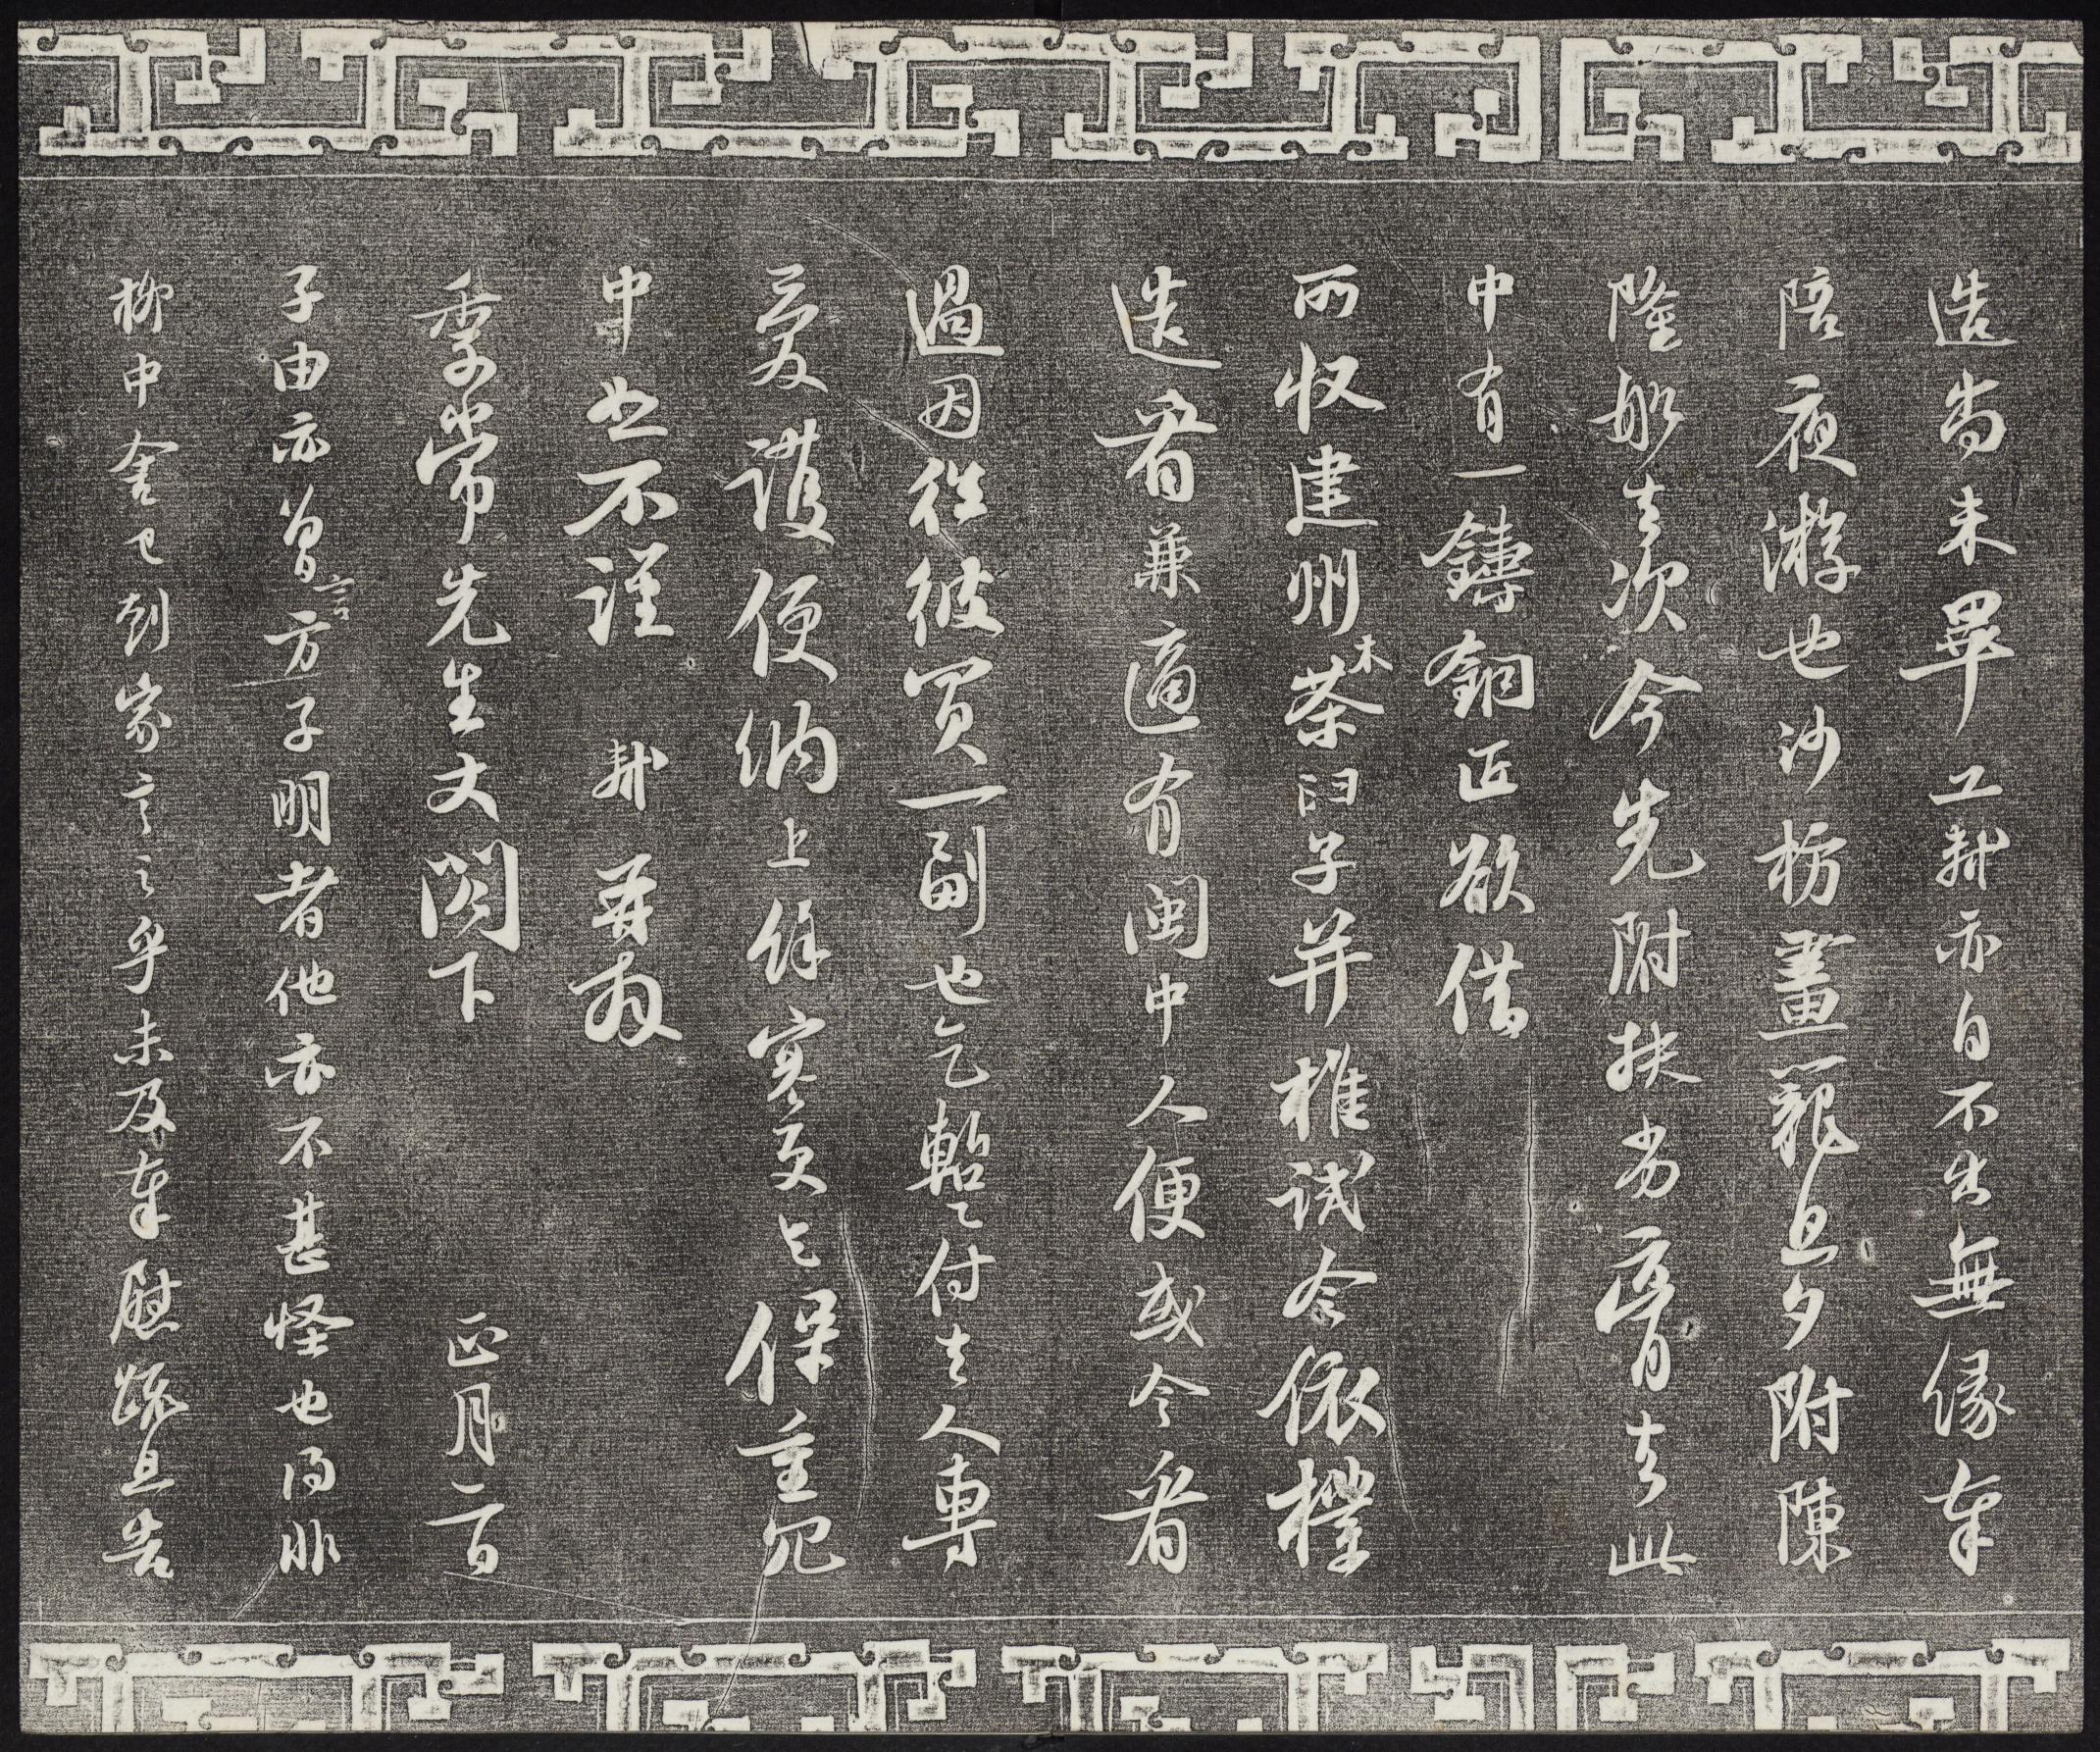 造尚未畢工軾亦自不出無緣奉
陪夜游也沙枋畫籠旦夕附陳
隆船去次今先附扶劣膏去此
中有一鑄銅匠欲借
所收建州木茶臼子并椎試令依樣
造看兼適有閩中人便或令看
過因往彼買一副也乞暫付去人專
愛護便納上餘寒更乞保重冗
中恕不謹 軾再拜
季常先生丈閣下 正月二日
子由亦曾言方子明者他亦不甚怪也得非
柳中舍已到家言之乎未及奉慰疏且告